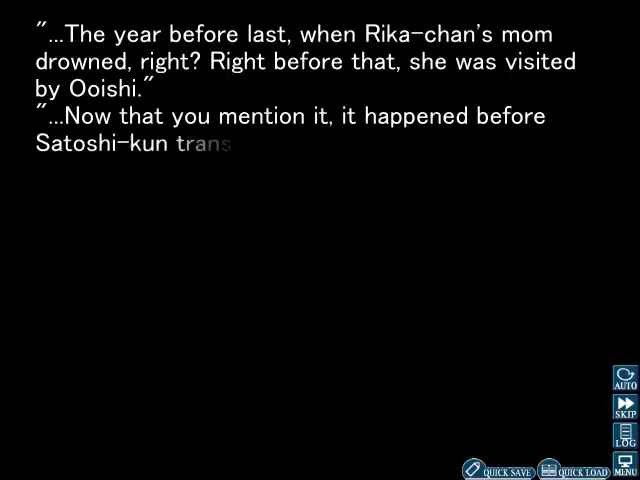 "...The year before last, when Rika-chan's mom
drowned, right? Right before that, she was visited
by Ooishi."
"...Now that you mention it, it happened before
Satoshi-kun trans
AUTO
SKIP
LOG
QUICK SAVE QUICK LOAD MENU